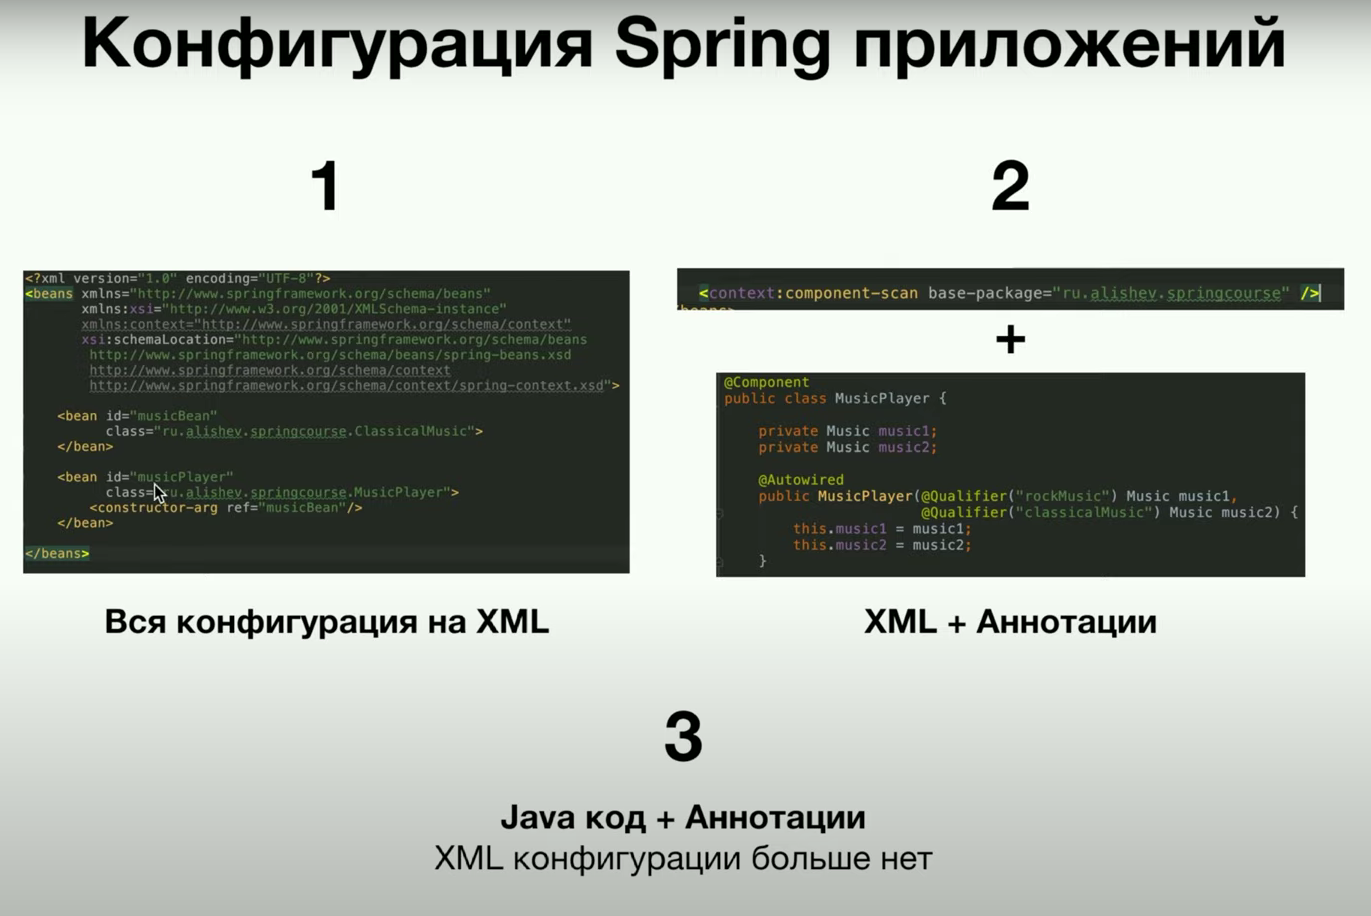 Конфигурация Spring приложений
1
<?xml version="1.0" encoding="UTF-8"?>
<beans xmlns="http://www.springframework.org/schema/beans"
xmlns:xsi="http://www.w3.org/2001/XMLSchema-instance"
xmlns:context="http://www.springframework.org/schema/context"
xsi:schemaLocation="http://www.springframework.org/schema/beans
http://www.springframework.org/schema/beans/spring-beans.xsd
http://www.springframework.org/schema/context
http://www.springframework.org/schema/context/spring-context.xsd">
<bean id="musicBean"
class="ru.alishev.springcourse.ClassicalMusic">
</bean>
<bean id="musicPlayer"
class="ru.alishev.springcourse.MusicPlayer">
<constructor-arg ref="musicBean"/>
</bean>
</beans>
Вся конфигурация на XML
2
<context:component-scan base-package="ru.alishev.springcourse" />
+
@Component
public class MusicPlayer {
private Music music1;
private Music music2;
@Autowired
public MusicPlayer(@Qualifier("rockMusic") Music music1,
@Qualifier("classicalMusic") Music music2) {
this.music1 = music1;
this.music2 = music2;
}
XML + Аннотации
3
Java код + Аннотации
XML конфигурации больше нет